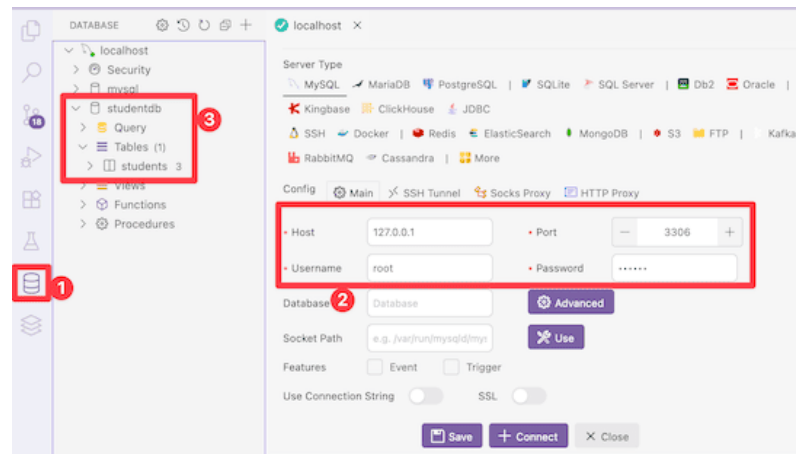 DATABASE
localhost
Security
mysql
studentdb
Query
Tables (1)
students 3
Views
Functions
Procedures
18
1
3
localhost ×
Server Type
MySQL MariaDB PostgreSQL | SQLite SQL Server | Db2 Oracle |
Kingbase ClickHouse JDBC
SSH Docker | Redis ElasticSearch MongoDB | S3 FTP | Kafka
RabbitMQ Cassandra | More
Config Main SSH Tunnel Socks Proxy HTTP Proxy
• Host 127.0.0.1 • Port − 3306 +
• Username root • Password ••••••
Database 2 Database Advanced
Socket Path e.g. /var/run/mysqld/mys Use
Features Event Trigger
Use Connection String SSL
Save + Connect × Close